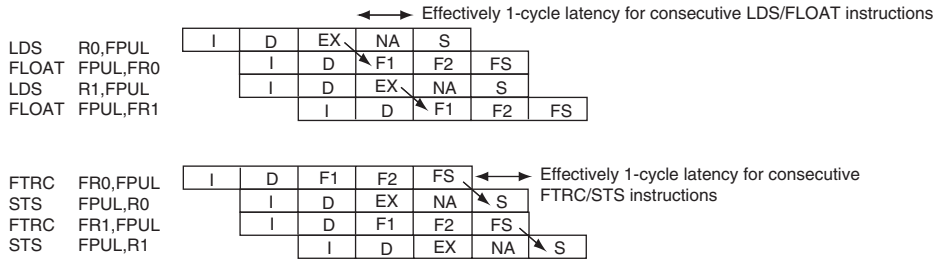 Effectively 1-cycle latency for consecutive LDS/FLOAT instructions
LDS R0,FPUL I D EX NA S
FLOAT FPUL,FR0 I D F1 F2 FS
LDS R1,FPUL I D EX NA S
FLOAT FPUL,FR1 I D F1 F2 FS
Effectively 1-cycle latency for consecutive
FTRC/STS instructions
FTRC FR0,FPUL I D F1 F2 FS
STS FPUL,R0 I D EX NA S
FTRC FR1,FPUL I D F1 F2 FS
STS FPUL,R1 I D EX NA S